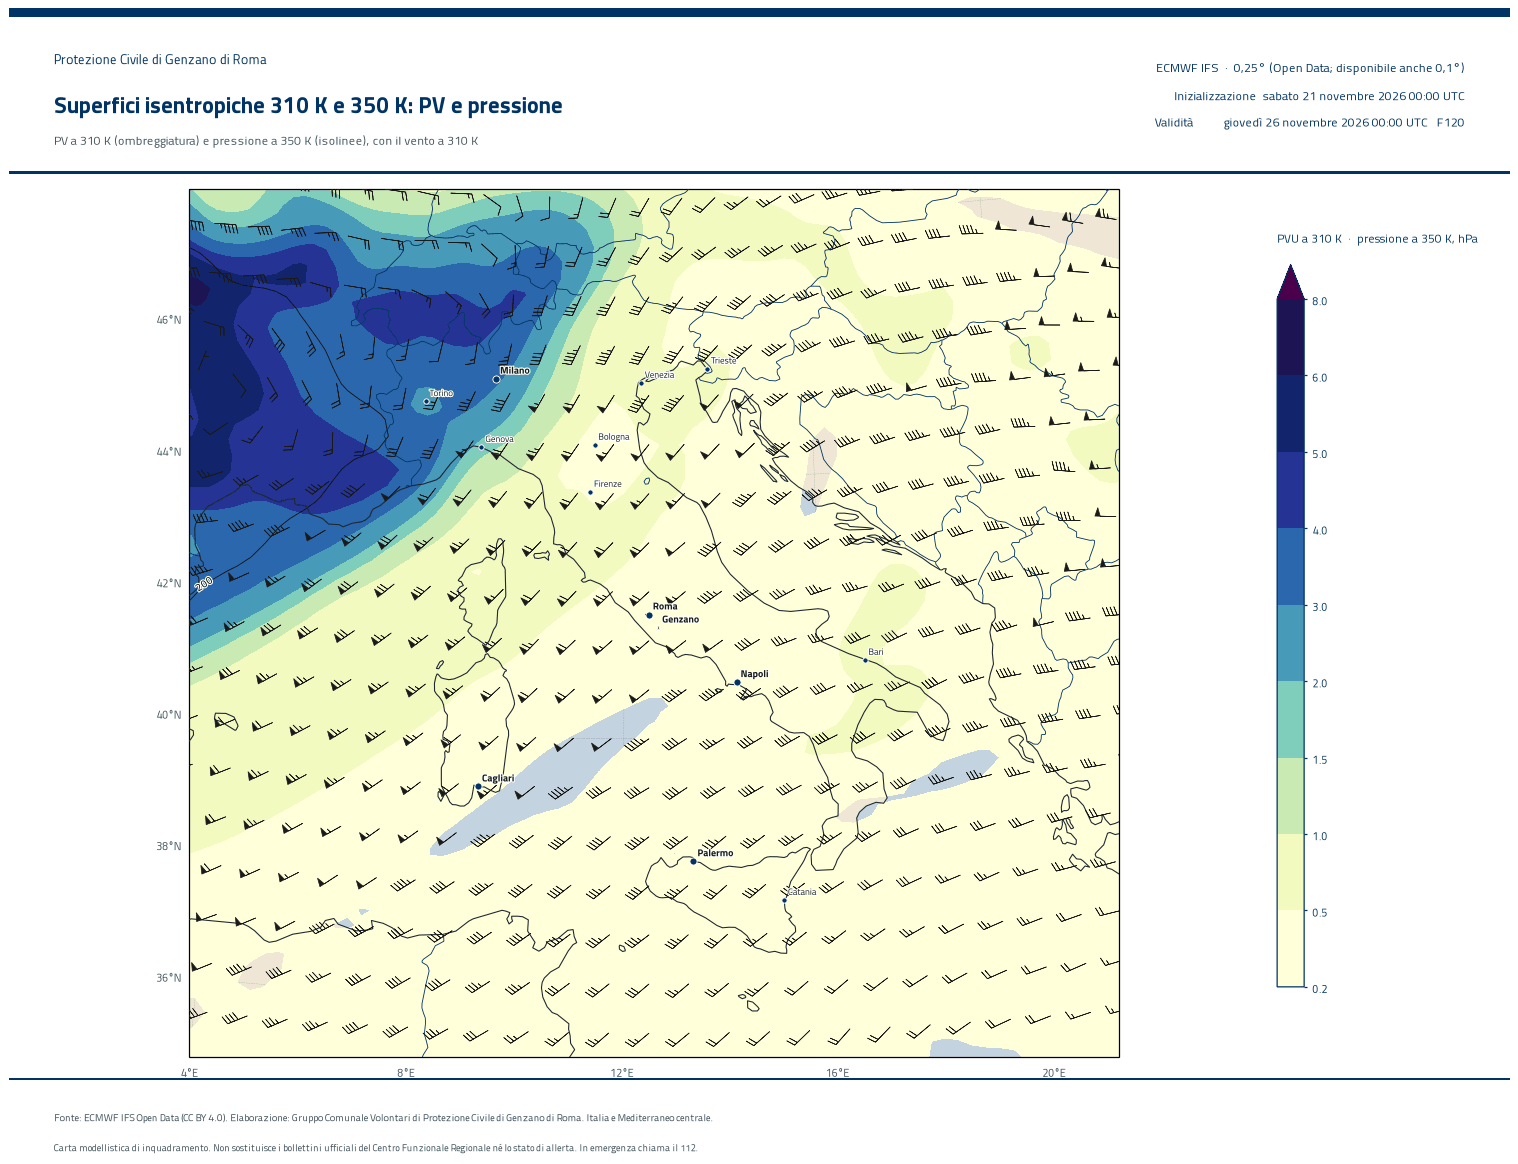 Protezione Civile di Genzano di Roma
Superfici isentropiche 310 K e 350 K: PV e pressione
PV a 310 K (ombreggiatura) e pressione a 350 K (isolinee), con il vento a 310 K
ECMWF IFS · 0,25° (Open Data; disponibile anche 0,1°)
Inizializzazione sabato 21 novembre 2026 00:00 UTC
Validità giovedì 26 novembre 2026 00:00 UTC F120
PVU a 310 K · pressione a 350 K, hPa
8.0
6.0
5.0
4.0
3.0
2.0
1.5
1.0
0.5
0.2
46°N
44°N
42°N
40°N
38°N
36°N
4°E
8°E
12°E
16°E
20°E
200
Milano
Torino
Venezia
Trieste
Genova
Bologna
Firenze
Roma
Genzano
Bari
Napoli
Cagliari
Palermo
Catania
Fonte: ECMWF IFS Open Data (CC BY 4.0). Elaborazione: Gruppo Comunale Volontari di Protezione Civile di Genzano di Roma. Italia e Mediterraneo centrale.
Carta modellistica di inquadramento. Non sostituisce i bollettini ufficiali del Centro Funzionale Regionale né lo stato di allerta. In emergenza chiama il 112.